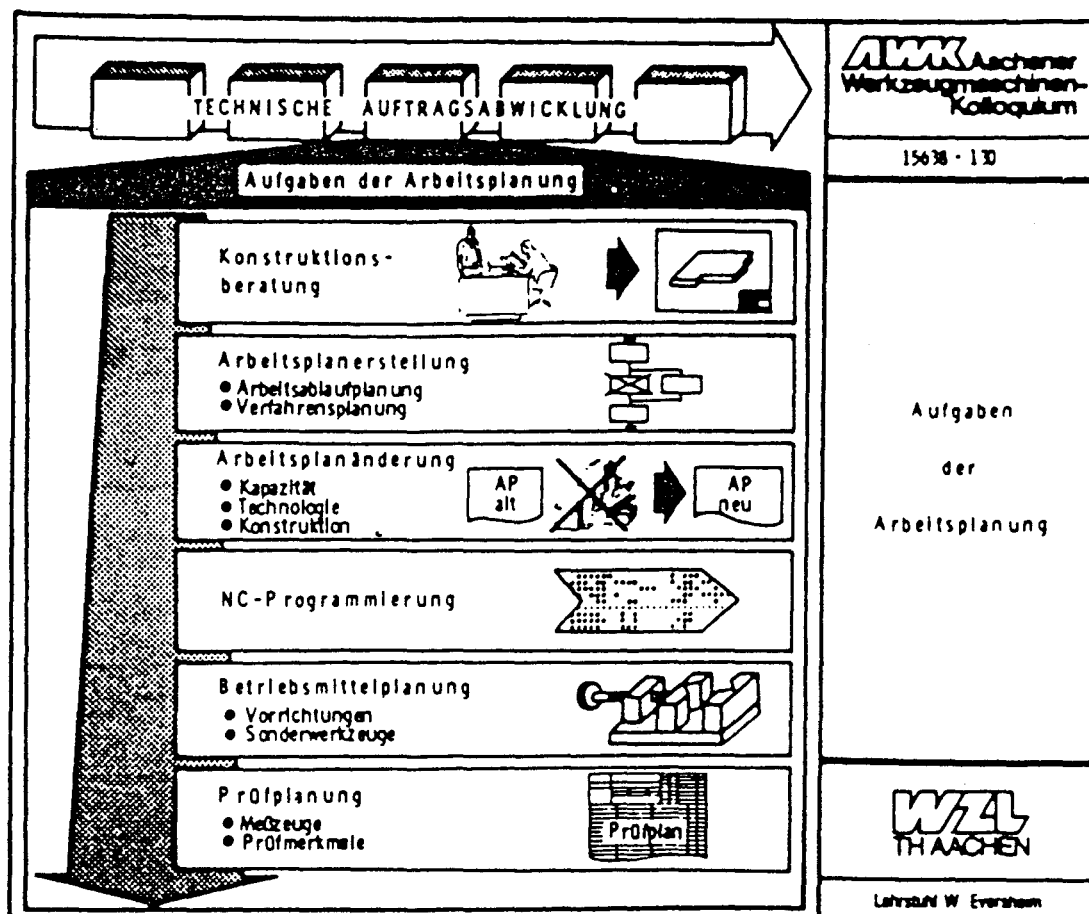 TECHNISCHE AUFTRAGSABWICKLUNG
Aufgaben der Arbeitsplanung
Konstruktions-
beratung
Arbeitsplanerstellung
● Arbeitsablaufplanung
● Verfahrensplanung
Arbeitsplanänderung
● Kapazität
● Technologie
● Konstruktion
AP
alt
AP
neu
NC-Programmierung
Betriebsmittelplanung
● Vorrichtungen
● Sonderwerkzeuge
Prüfplanung
● Meßzeuge
● Prüfmerkmale
Prüfplan
AWK Aachener
Werkzeugmaschinen-
Kolloquium
15638 - 130
Aufgaben
der
Arbeitsplanung
WZL
TH AACHEN
Lehrstuhl W. Eversheim